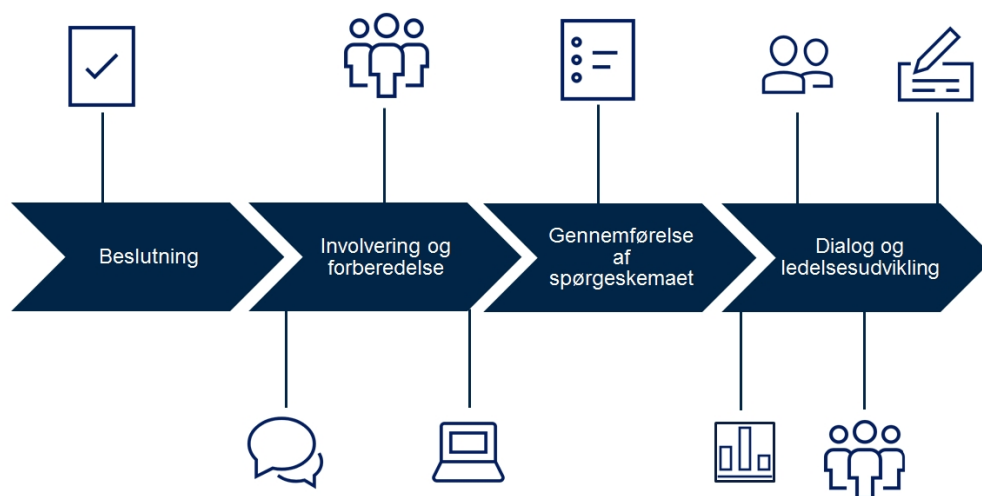 Beslutning
Involvering og
forberedelse
Gennemførelse
af
spørgeskemaet
Dialog og
ledelsesudvikling